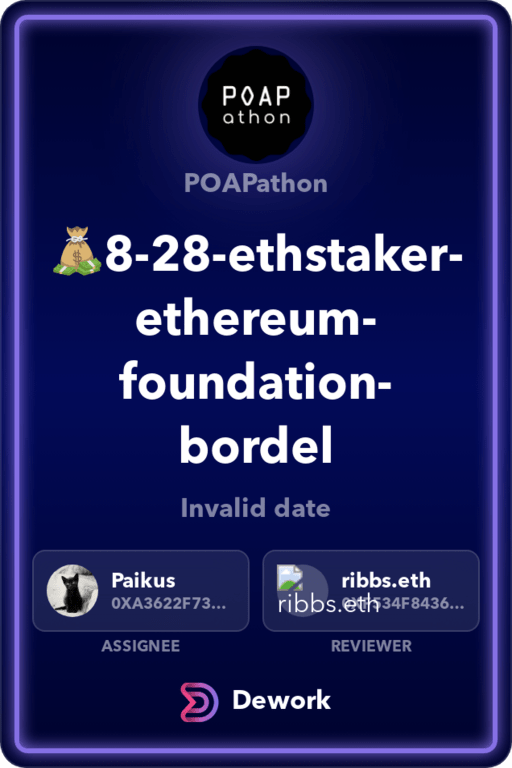 POAP
athon
POAPathon
💰8-28-ethstaker-
ethereum-
foundation-
bordel
Invalid date
Paikus
0XA3622F73...
ribbs.eth
ribbs.eth
534F8436...
ASSIGNEE
REVIEWER
Dework